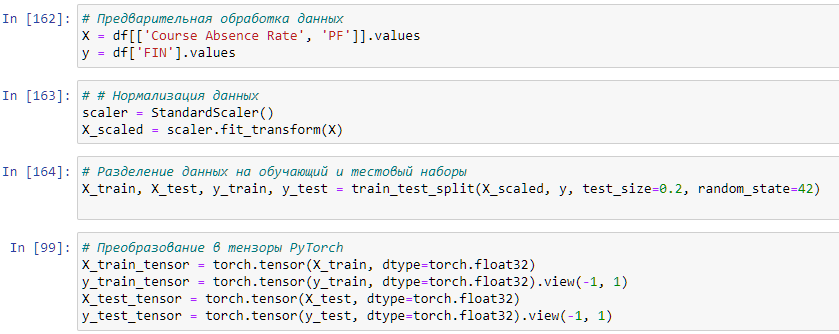 In [162]: # Предварительная обработка данных
X = df[['Course Absence Rate', 'PF']].values
y = df['FIN'].values
In [163]: # # Нормализация данных
scaler = StandardScaler()
X_scaled = scaler.fit_transform(X)
In [164]: # Разделение данных на обучающий и тестовый наборы
X_train, X_test, y_train, y_test = train_test_split(X_scaled, y, test_size=0.2, random_state=42)
In [99]: # Преобразование в тензоры PyTorch
X_train_tensor = torch.tensor(X_train, dtype=torch.float32)
y_train_tensor = torch.tensor(y_train, dtype=torch.float32).view(-1, 1)
X_test_tensor = torch.tensor(X_test, dtype=torch.float32)
y_test_tensor = torch.tensor(y_test, dtype=torch.float32).view(-1, 1)